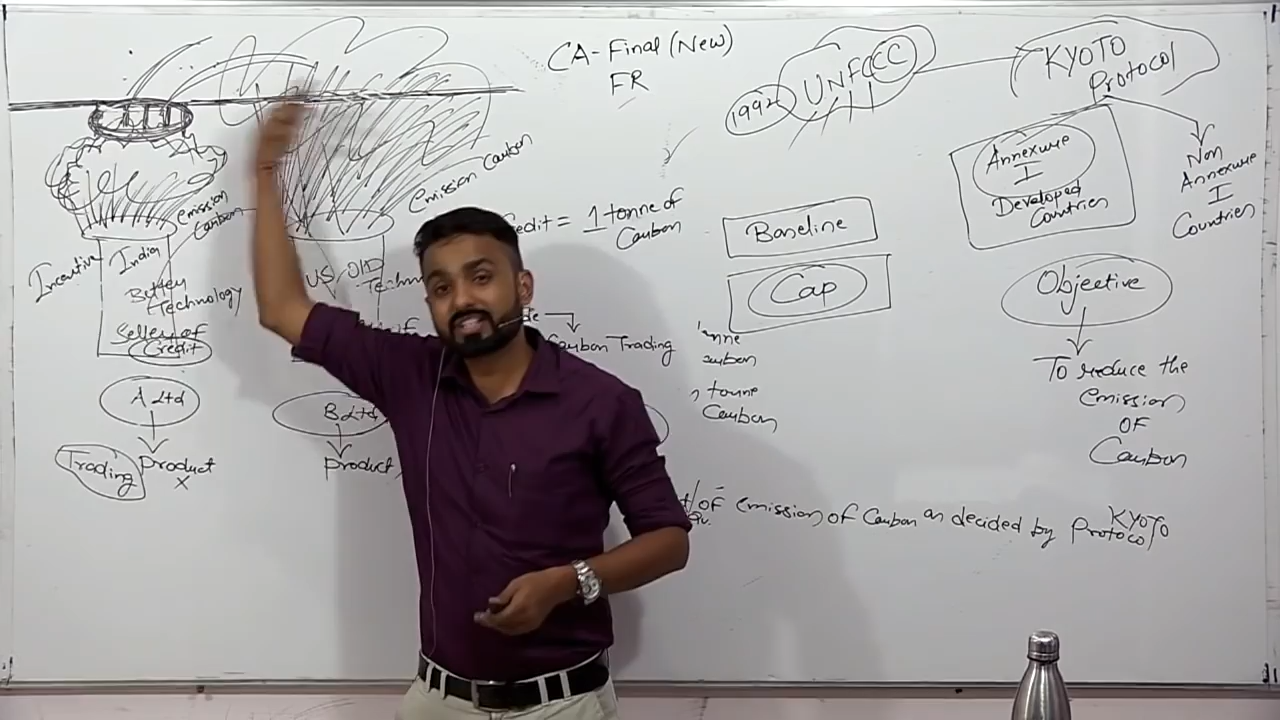 CA-Final (New)
FR
1992
UNFCCC
KYOTO
Protocol
Annexure
I
Developed
Countries
Non
Annexure
I
Countries
Emission
Carbon
Emission Carbon
Credit = 1 tonne of
Carbon
Baseline
Cap
Objective
To reduce the
Emission
OF
Carbon
Incentive
India
Better
Technology
Seller of
Credit
US
Old
of
Carbon Trading
Carbon
tonne
Carbon
A Ltd
B Ltd
Trading
Product
X
Product
OF Emission of Carbon as decided by KYOTO
Protocol